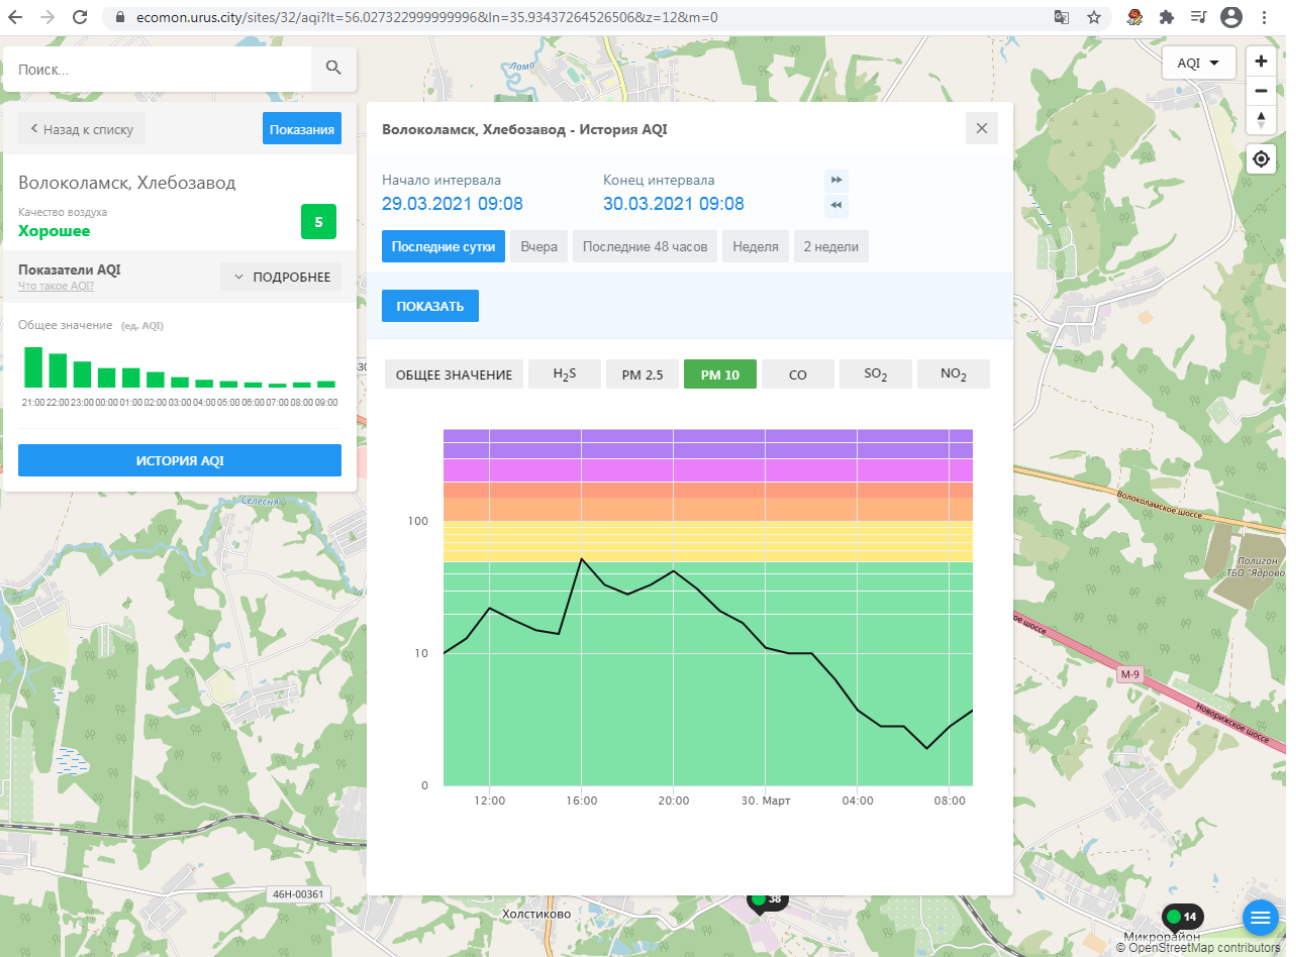 ecomon.urus.city/sites/32/aqi?lt=56.027322999999996&ln=35.93437264526506&z=12&m=0
Поиск...
AQI
Назад к списку
Показания
Волоколамск, Хлебозавод
Качество воздуха
Хорошее
5
Показатели AQI
Что такое AQI?
ПОДРОБНЕЕ
Общее значение (ед. AQI)
21:00 22:00 23:00 00:00 01:00 02:00 03:00 04:00 05:00 06:00 07:00 08:00 09:00
ИСТОРИЯ AQI
Волоколамск, Хлебозавод - История AQI
Начало интервала
29.03.2021 09:08
Конец интервала
30.03.2021 09:08
Последние сутки
Вчера
Последние 48 часов
Неделя
2 недели
ПОКАЗАТЬ
ОБЩЕЕ ЗНАЧЕНИЕ
H₂S
PM 2.5
PM 10
CO
SO₂
NO₂
100
10
0
12:00 16:00 20:00 30. Март 04:00 08:00
Лама
Селесня
Волоколамское шоссе
Полигон
ТБО "Ядрово
ое шоссе
М-9
Новорижское шоссе
46Н-00361
Холстиково
38
14
Микрорайон
© OpenStreetMap contributors